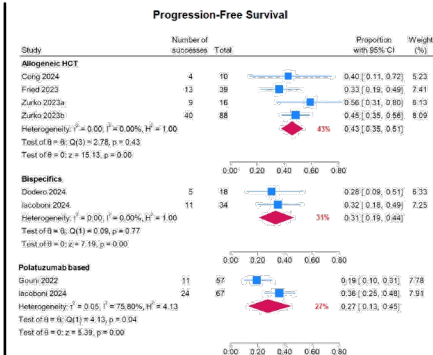 Progression-Free Survival
Number of Proportion Weight
Study successes Total with 95% CI (%)
Allogeneic HCT
Cong 2024 4 10 0.40 [ 0.11, 0.72] 5.23
Fried 2023 13 39 0.33 [ 0.19, 0.49] 7.41
Zurko 2023a 9 16 0.56 [ 0.31, 0.80] 6.13
Zurko 2023b 40 88 0.45 [ 0.35, 0.56] 8.09
Heterogeneity: τ² = 0.00, I² = 0.00%, H² = 1.00 43% 0.43 [ 0.35, 0.51]
Test of θ = θ: Q(3) = 2.78, p = 0.43
Test of θ = 0: z = 15.13, p = 0.00
0.00 0.20 0.40 0.60 0.80
Bispecifics
Dodero 2024 5 18 0.28 [ 0.09, 0.51] 6.33
Iacoboni 2024 11 34 0.32 [ 0.18, 0.49] 7.25
Heterogeneity: τ² = 0.00, I² = 0.00%, H² = 1.00 31% 0.31 [ 0.19, 0.44]
Test of θ = θ: Q(1) = 0.09, p = 0.77
Test of θ = 0: z = 7.19, p = 0.00
0.00 0.20 0.40 0.60 0.80
Polatuzumab based
Gouni 2022 11 57 0.19 [ 0.10, 0.31] 7.78
Iacoboni 2024 24 67 0.36 [ 0.25, 0.48] 7.91
Heterogeneity: τ² = 0.05, I² = 75.80%, H² = 4.13 27% 0.27 [ 0.13, 0.45]
Test of θ = θ: Q(1) = 4.13, p = 0.04
Test of θ = 0: z = 5.39, p = 0.00
0.00 0.20 0.40 0.60 0.80